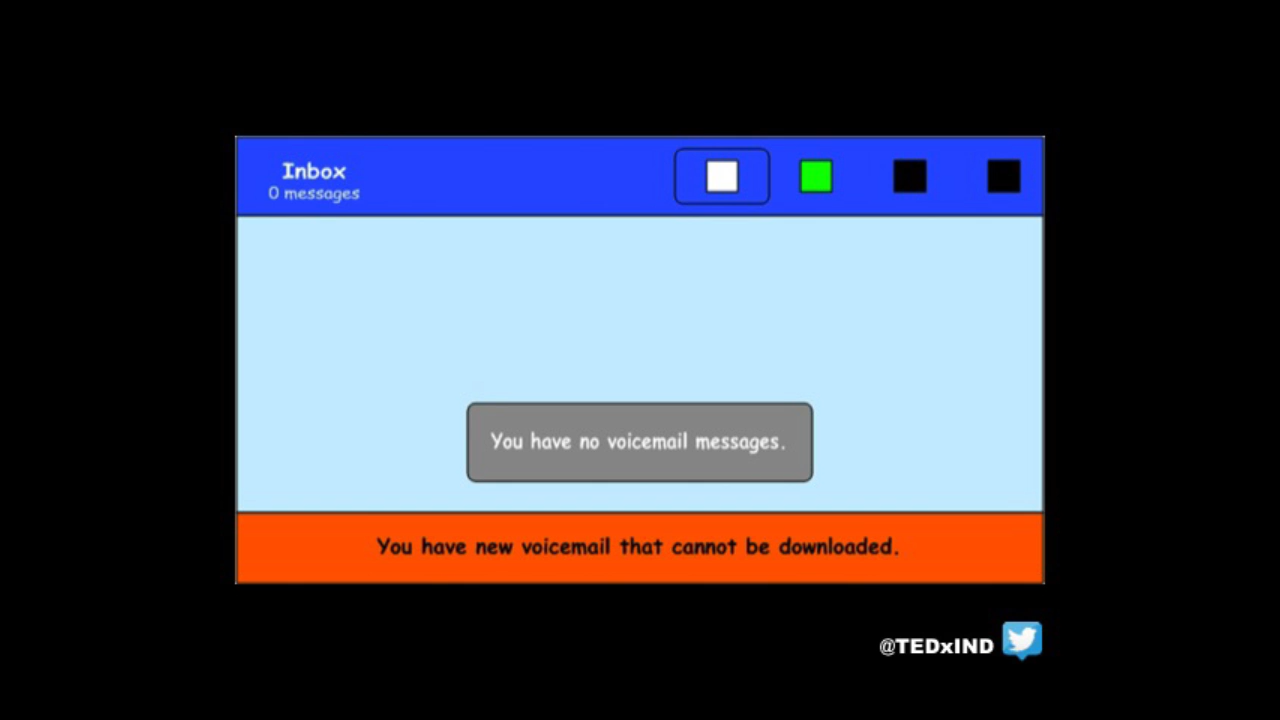 Inbox
0 messages
You have no voicemail messages.
You have new voicemail that cannot be downloaded.
@TEDxIND